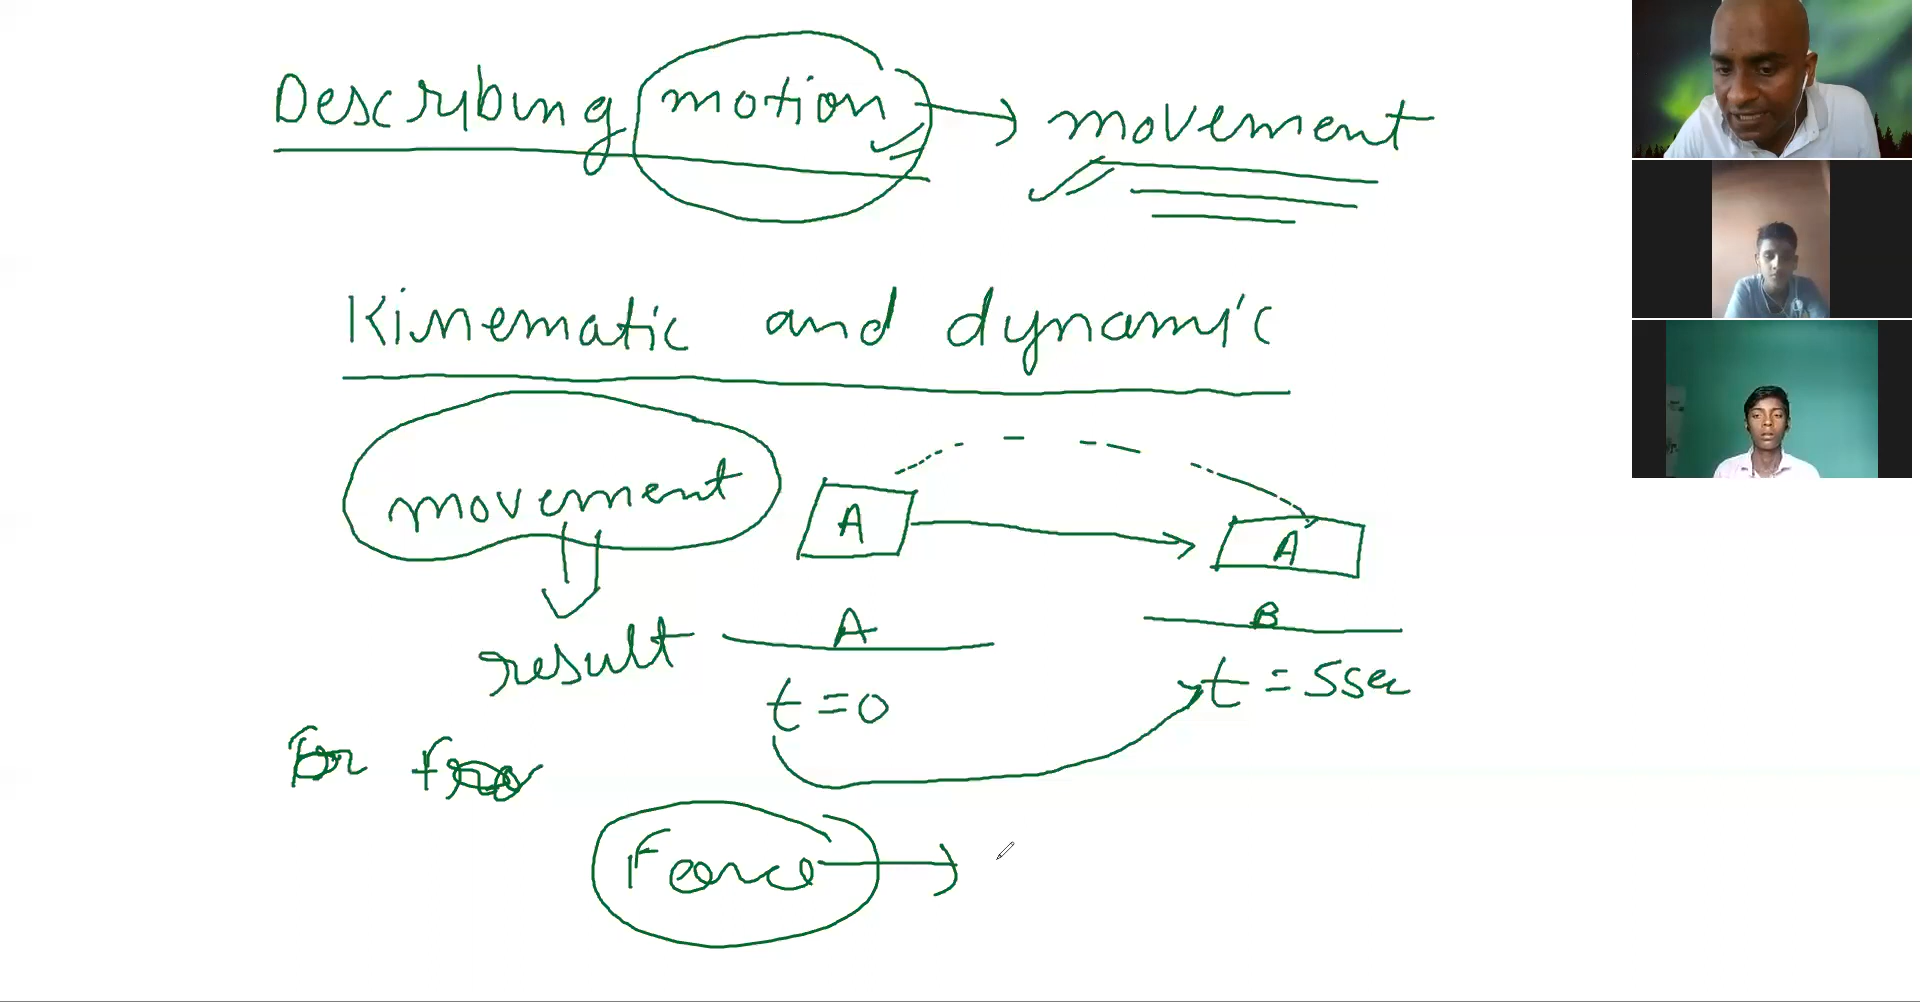 Describing motion → movement
Kinematic and dynamic
movement
A
A
A
B
result
t = 0
t = 5sec
Force →